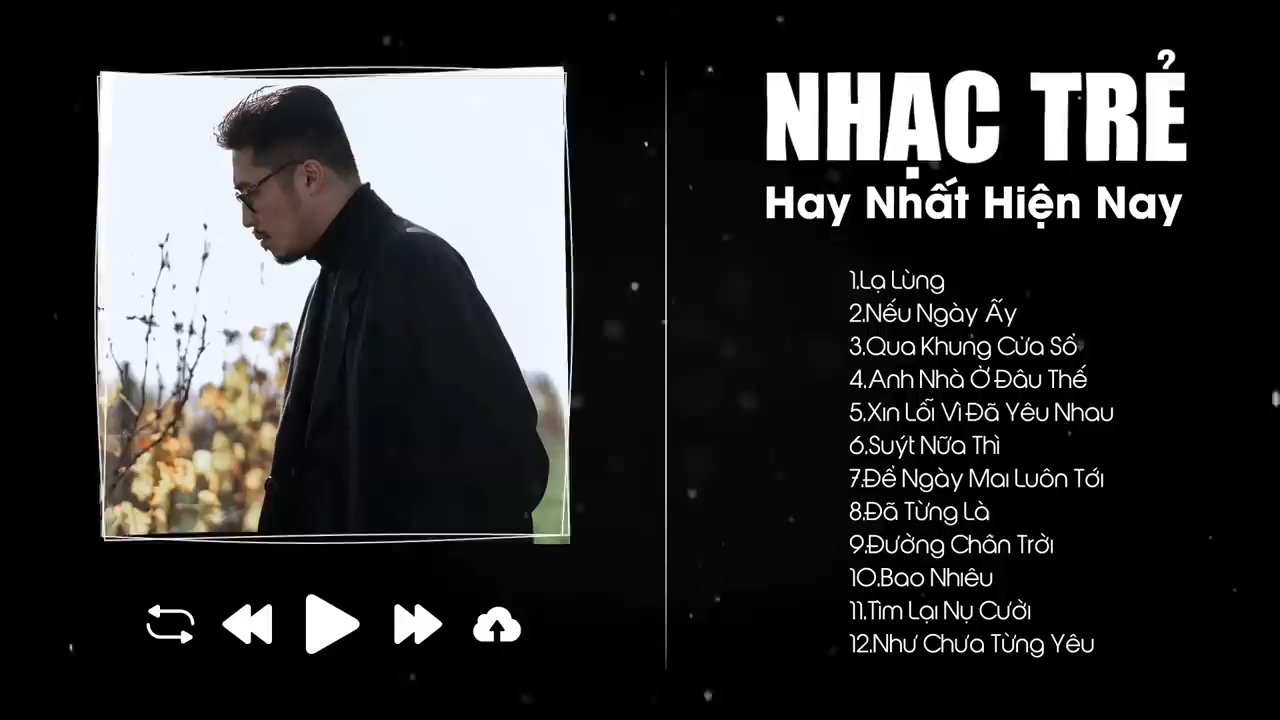 NHẠC TRẺ
Hay Nhất Hiện Nay
1.Lạ Lùng
2.Nếu Ngày Ấy
3.Qua Khung Cửa Sổ
4.Anh Nhà Ở Đâu Thế
5.Xin Lỗi Vì Đã Yêu Nhau
6.Suýt Nữa Thì
7.Để Ngày Mai Luôn Tới
8.Đã Từng Là
9.Đường Chân Trời
10.Bao Nhiêu
11.Tìm Lại Nụ Cười
12.Như Chưa Từng Yêu